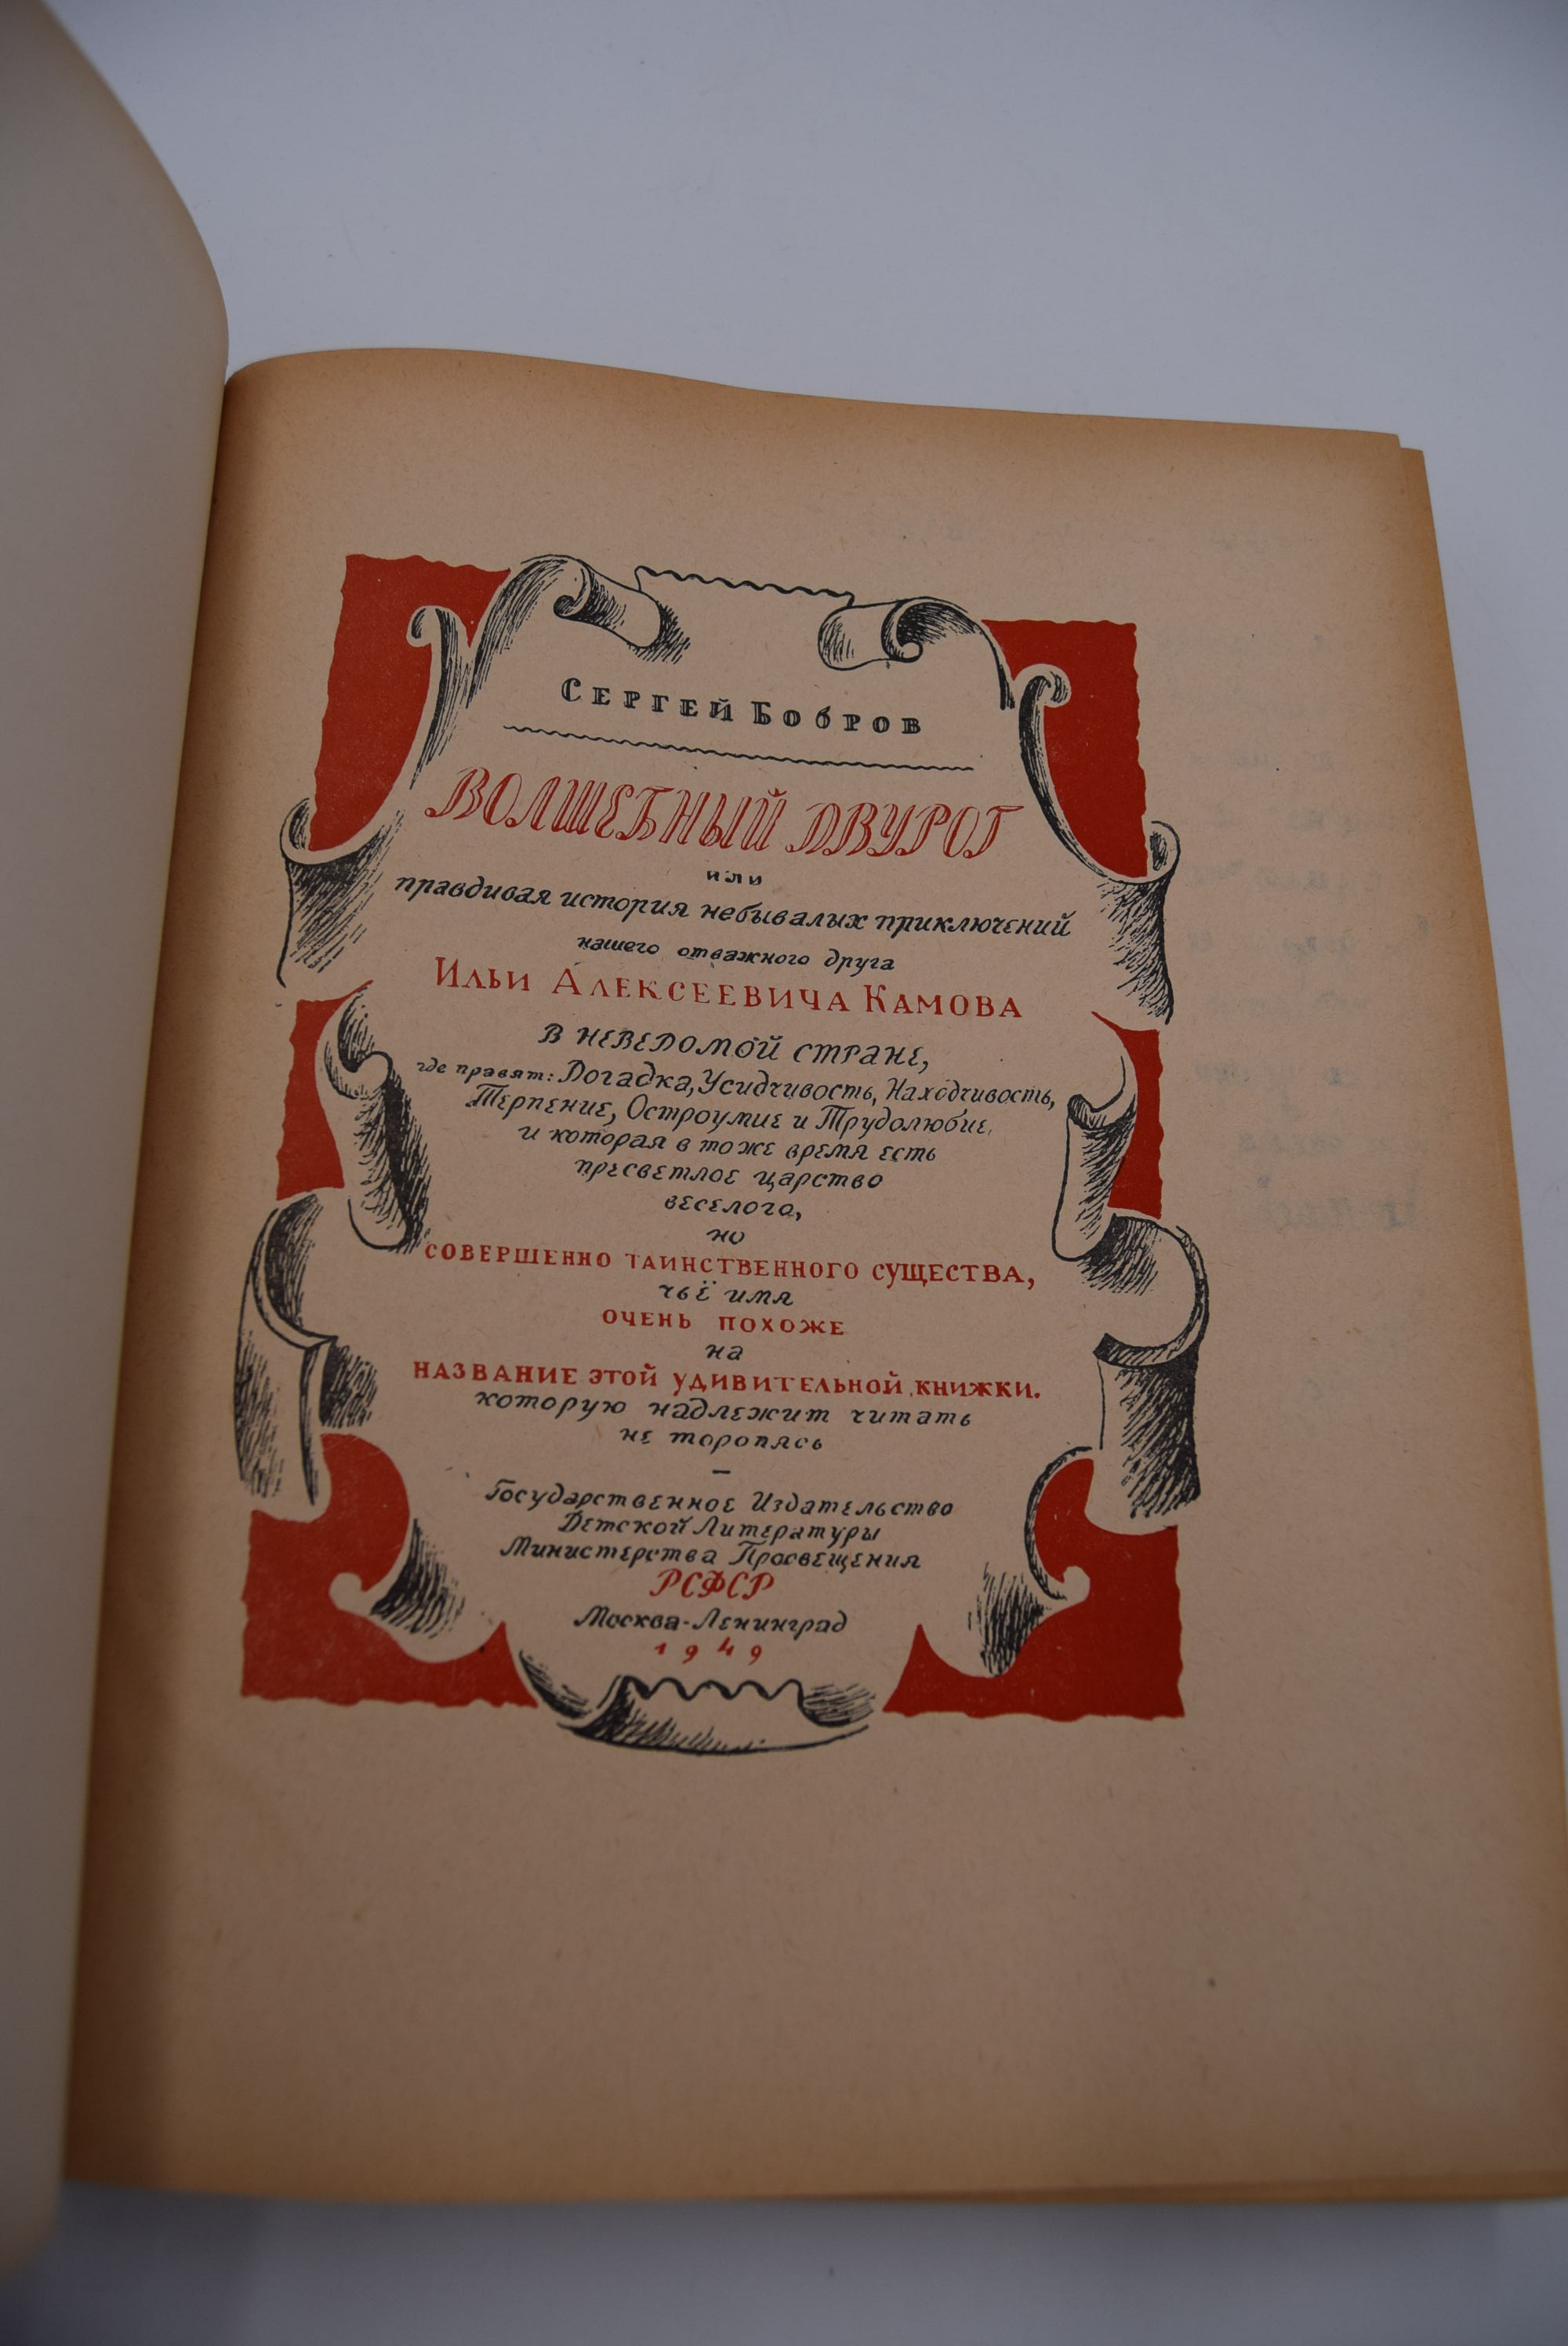 Сергей Бобров
ВОЛШЕБНЫЙ ДВУРОГ
или
правдивая история небывалых приключений
нашего отважного друга
Ильи Алексеевича Камова
в неведомой стране,
где правят: Догадка, Усидчивость, Находчивость,
Терпение, Остроумие и Трудолюбие,
и которая в тоже время есть
пресветлое царство
веселого,
но
СОВЕРШЕННО ТАИНСТВЕННОГО СУЩЕСТВА,
чьё имя
ОЧЕНЬ ПОХОЖЕ
на
НАЗВАНИЕ ЭТОЙ УДИВИТЕЛЬНОЙ КНИЖКИ.
которую надлежит читать
не торопясь
—
Государственное Издательство
Детской Литературы
Министерства Просвещения
РСФСР
Москва-Ленинград
1949